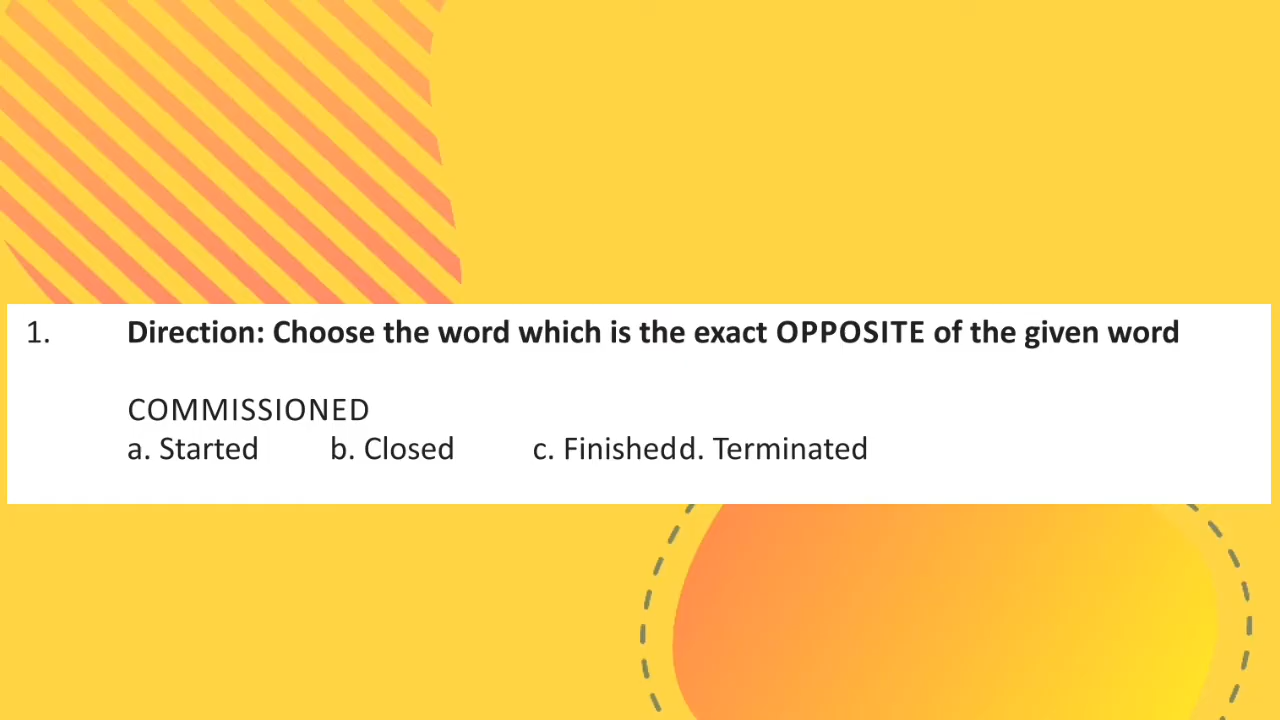 1. Direction: Choose the word which is the exact OPPOSITE of the given word
COMMISSIONED
a. Started b. Closed c. Finishedd. Terminated